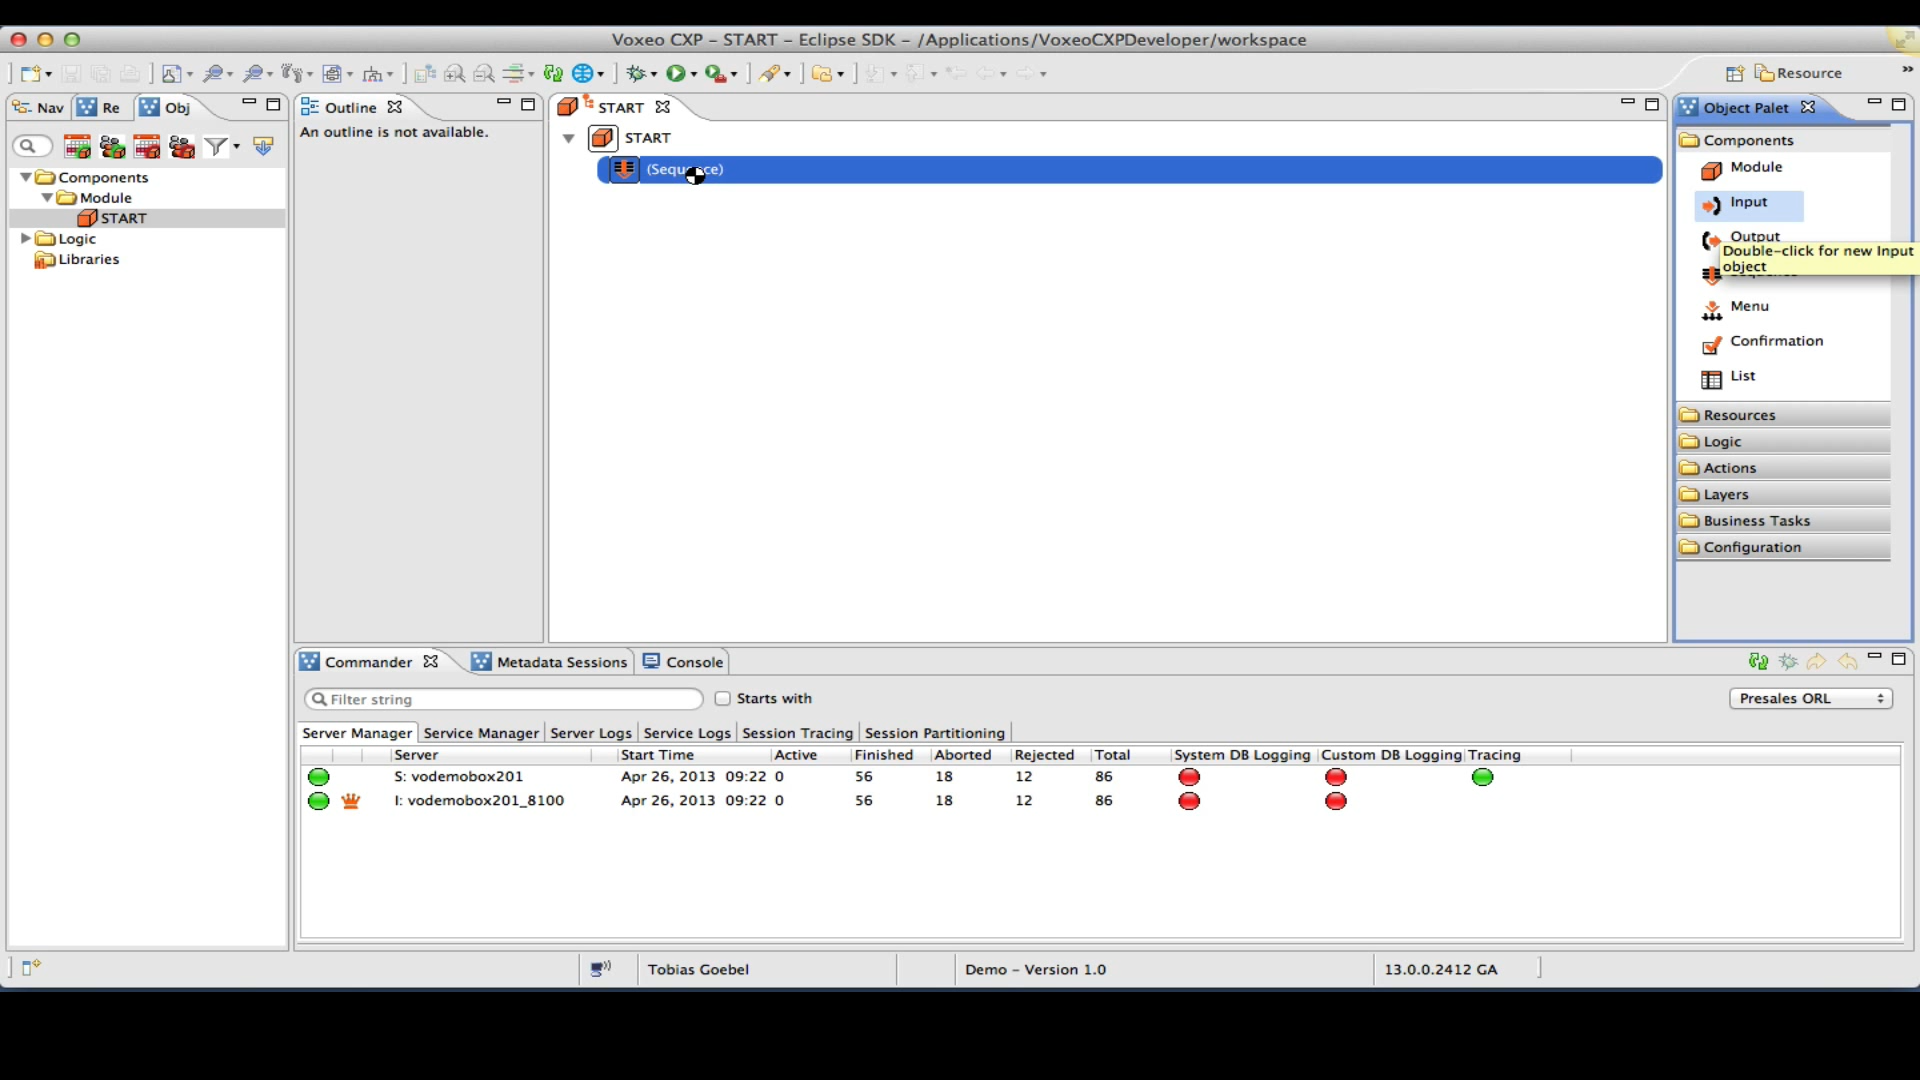 Voxeo CXP – START – Eclipse SDK – /Applications/VoxeoCXPDeveloper/workspace
Resource
Nav
Re
Obj
Outline
START
Object Palet
An outline is not available.
START
(Sequence)
Components
Module
START
Logic
Libraries
Components
Module
Input
Output
Double-click for new Input
object
Menu
Confirmation
List
Resources
Logic
Actions
Layers
Business Tasks
Configuration
Commander
Metadata Sessions
Console
Filter string
Starts with
Presales ORL
Server Manager
Service Manager
Server Logs
Service Logs
Session Tracing
Session Partitioning
Server Start Time Active Finished Aborted Rejected Total System DB Logging Custom DB Logging Tracing
S: vodemobox201 Apr 26, 2013 09:22 0 56 18 12 86
I: vodemobox201_8100 Apr 26, 2013 09:22 0 56 18 12 86
Tobias Goebel
Demo – Version 1.0
13.0.0.2412 GA